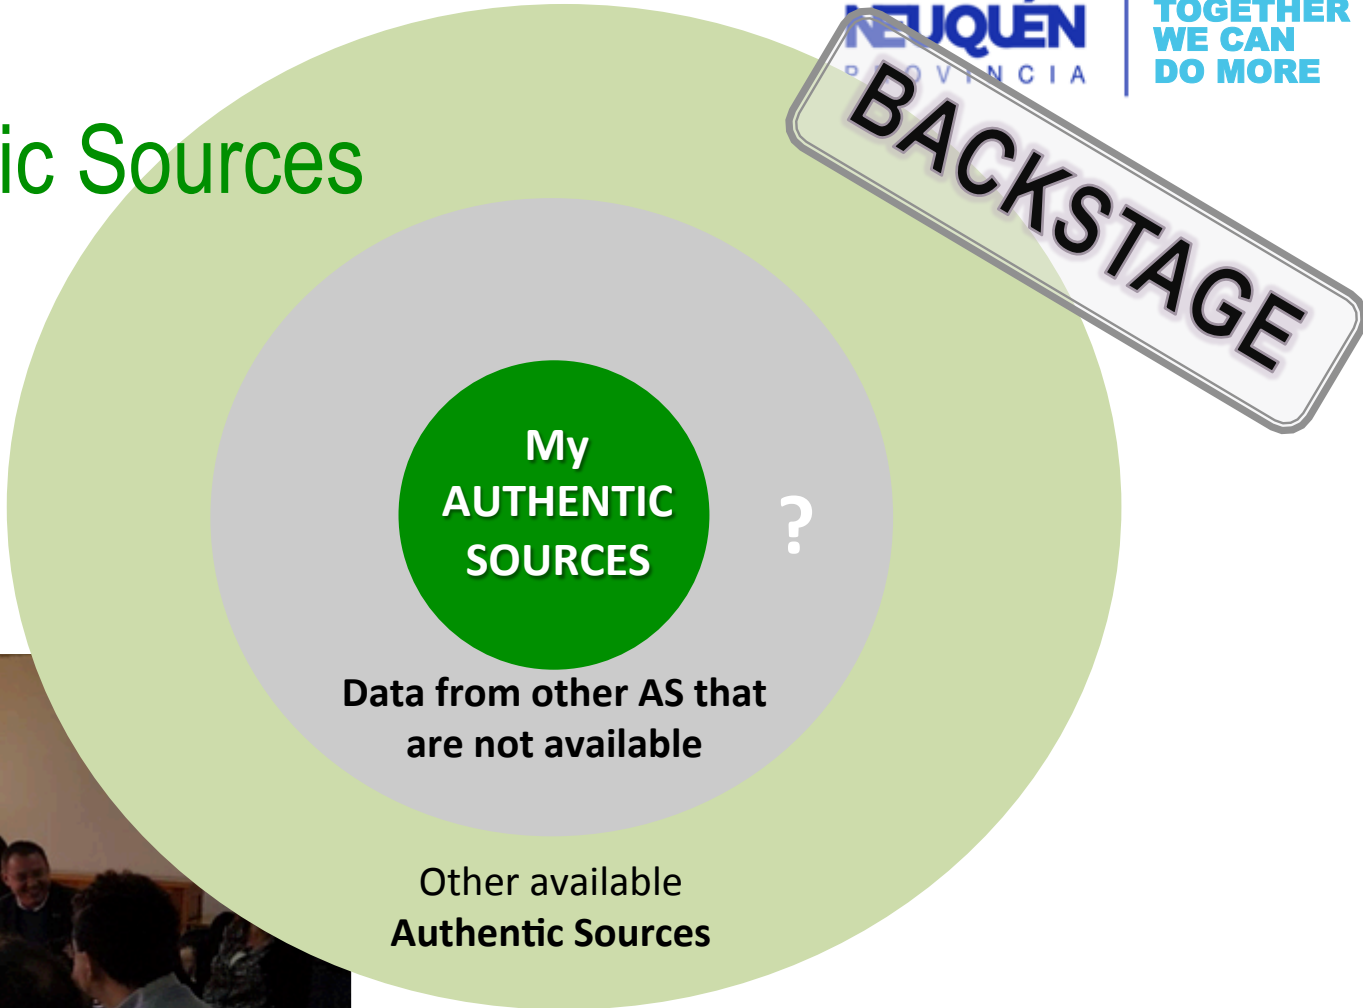 NEUQUÉN
PROVINCIA
TOGETHER
WE CAN
DO MORE
BACKSTAGE
ic Sources
My
AUTHENTIC
SOURCES
?
Data from other AS that
are not available
Other available
Authentic Sources